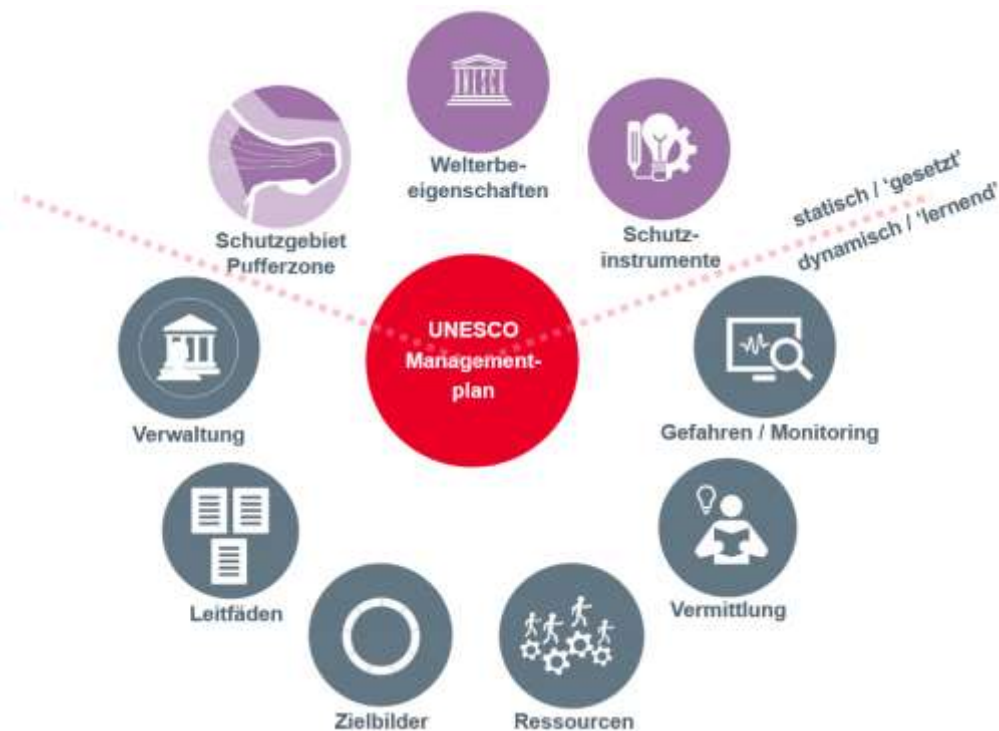 Welterbe-
eigenschaften
Schutzgebiet
Pufferzone
Schutz-
instrumente
statisch / ‘gesetzt’
dynamisch / ‘lernend’
UNESCO
Management-
plan
Verwaltung
Gefahren / Monitoring
Leitfäden
Vermittlung
Zielbilder
Ressourcen